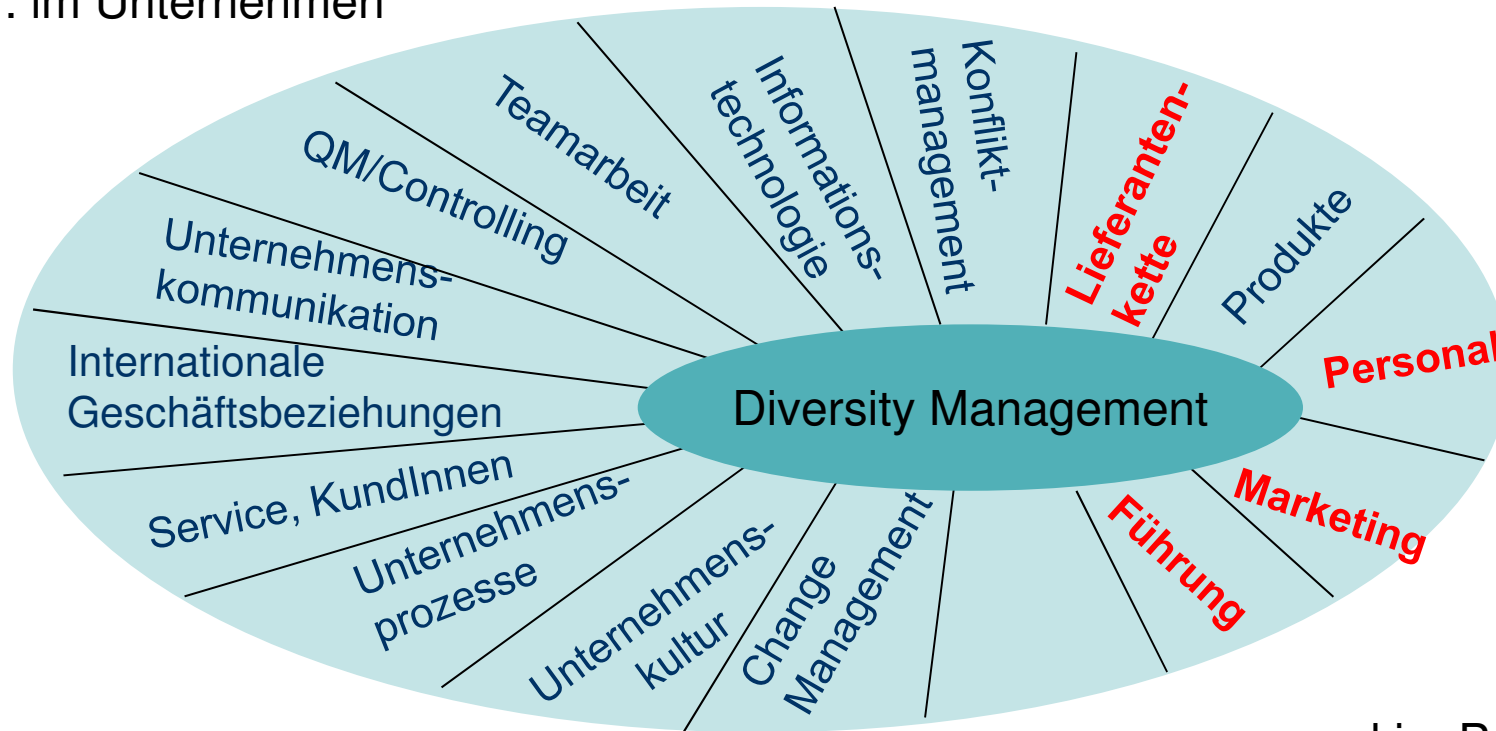 . im Unternehmen
Konflikt-
management
Informations-
technologie
Teamarbeit
QM/Controlling
Unternehmens-
kommunikation
Internationale
Geschäftsbeziehungen
Service, KundInnen
Unternehmens-
prozesse
Unternehmens-
kultur
Change
Management
Führung
Marketing
Personal
Produkte
Lieferanten-
kette
Diversity Management